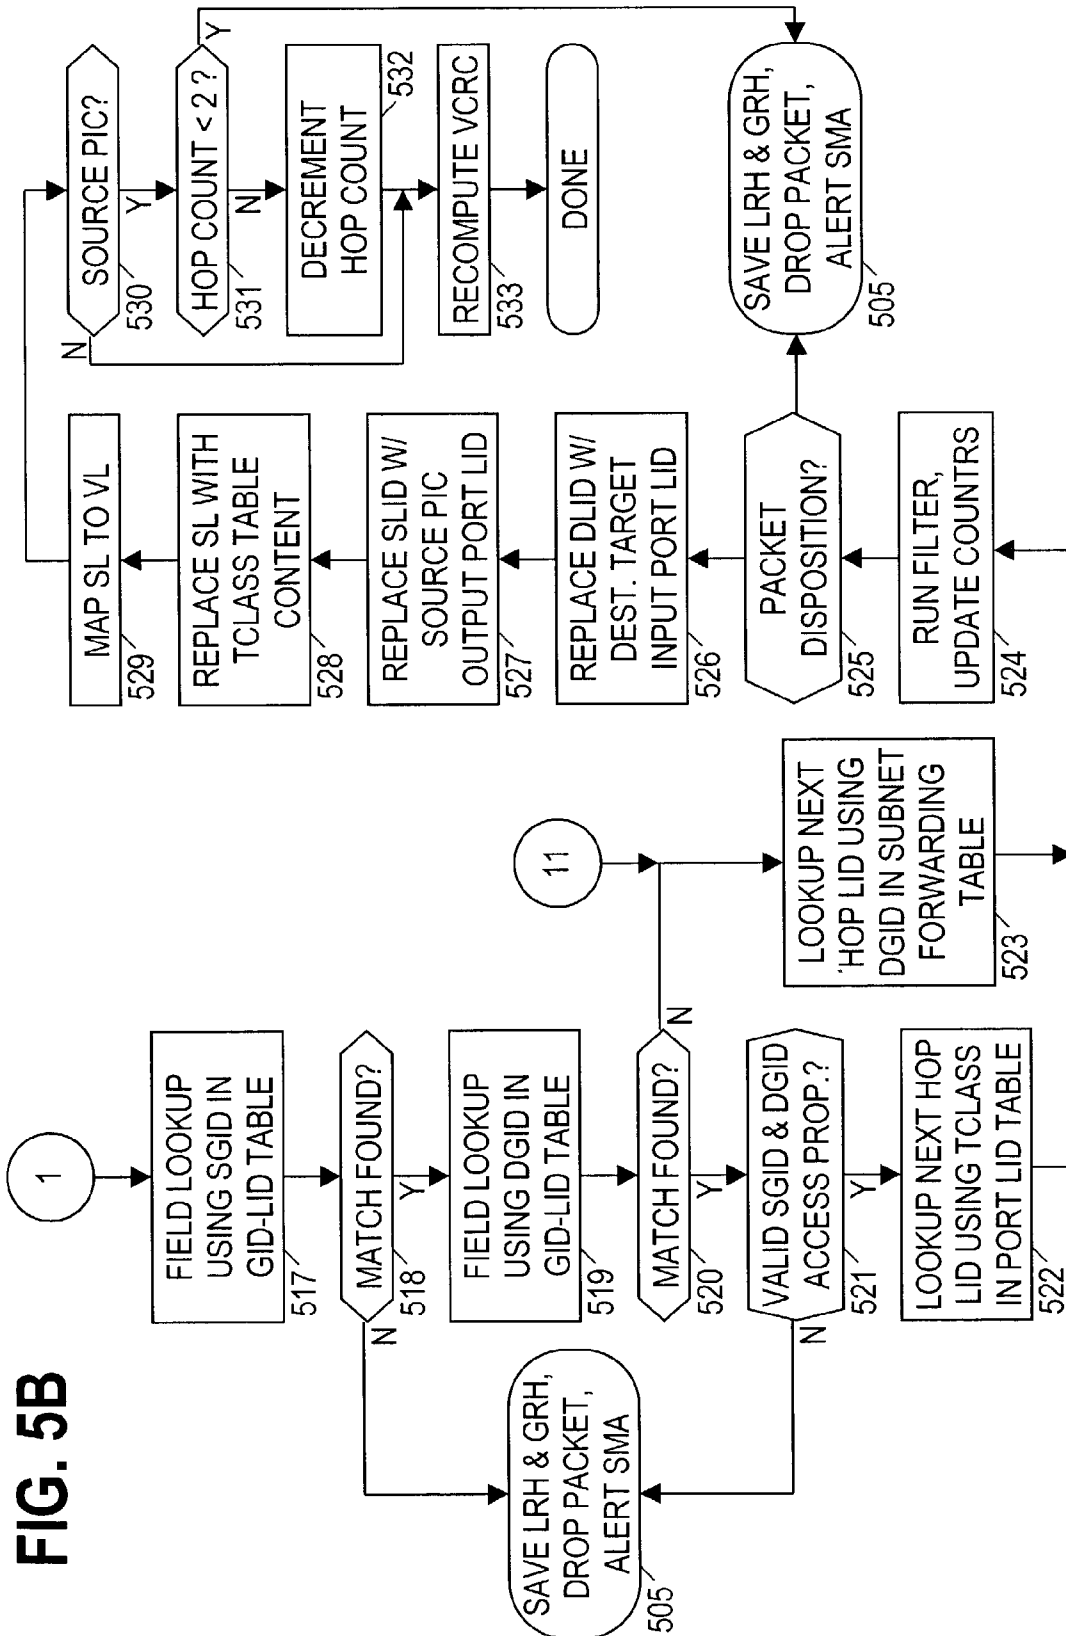 FIG. 5B
1
FIELD LOOKUP
USING SGID IN
GID-LID TABLE
517
MATCH FOUND?
518
N
Y
FIELD LOOKUP
USING DGID IN
GID-LID TABLE
519
MATCH FOUND?
520
N
Y
VALID SGID & DGID
ACCESS PROP.?
521
N
Y
LOOKUP NEXT HOP
LID USING TCLASS
IN PORT LID TABLE
522
SAVE LRH & GRH,
DROP PACKET,
ALERT SMA
505
11
LOOKUP NEXT
'HOP LID USING
DGID IN SUBNET
FORWARDING
TABLE
523
RUN FILTER,
UPDATE COUNTRS
524
PACKET
DISPOSITION?
525
REPLACE DLID W/
DEST. TARGET
INPUT PORT LID
526
REPLACE SLID W/
SOURCE PIC
OUTPUT PORT LID
527
REPLACE SL WITH
TCLASS TABLE
CONTENT
528
MAP SL TO VL
529
SOURCE PIC?
530
N
Y
HOP COUNT < 2 ?
531
Y
N
DECREMENT
HOP COUNT
532
RECOMPUTE VCRC
533
DONE
SAVE LRH & GRH,
DROP PACKET,
ALERT SMA
505